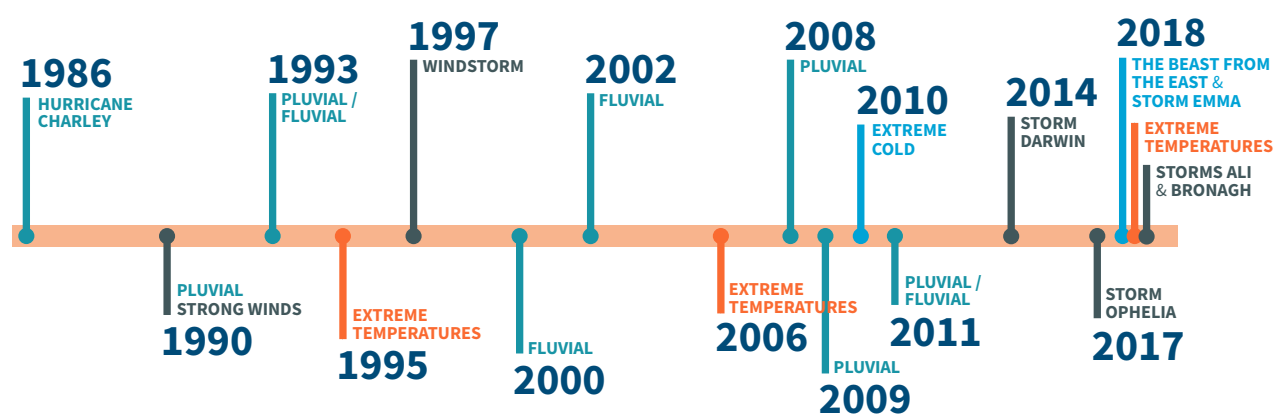 1986
HURRICANE
CHARLEY
1990
PLUVIAL
STRONG WINDS
1993
PLUVIAL /
FLUVIAL
1995
EXTREME
TEMPERATURES
1997
WINDSTORM
2000
FLUVIAL
2002
FLUVIAL
2006
EXTREME
TEMPERATURES
2008
PLUVIAL
2009
PLUVIAL
2010
EXTREME
COLD
2011
PLUVIAL /
FLUVIAL
2014
STORM
DARWIN
2017
STORM
OPHELIA
2018
THE BEAST FROM
THE EAST &
STORM EMMA
EXTREME
TEMPERATURES
STORMS ALI
& BRONAGH